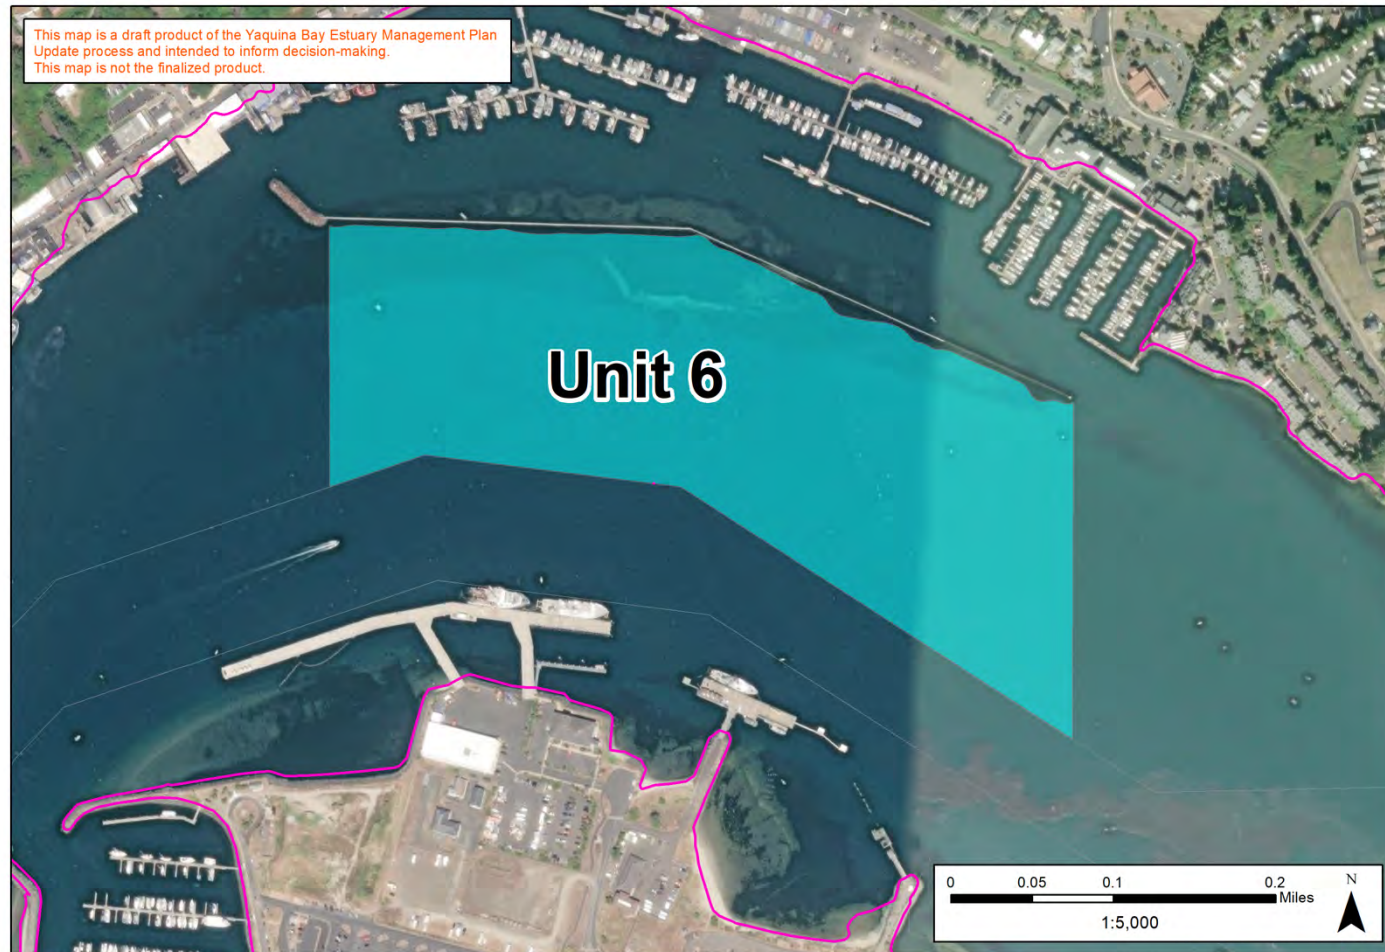 This map is a draft product of the Yaquina Bay Estuary Management Plan
Update process and intended to inform decision-making.
This map is not the finalized product.
Unit 6
0 0.05 0.1 0.2
Miles
1:5,000
N